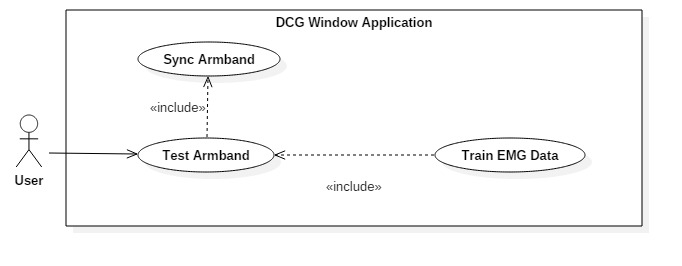 DCG Window Application
Sync Armband
«include»
Test Armband
Train EMG Data
User
«include»